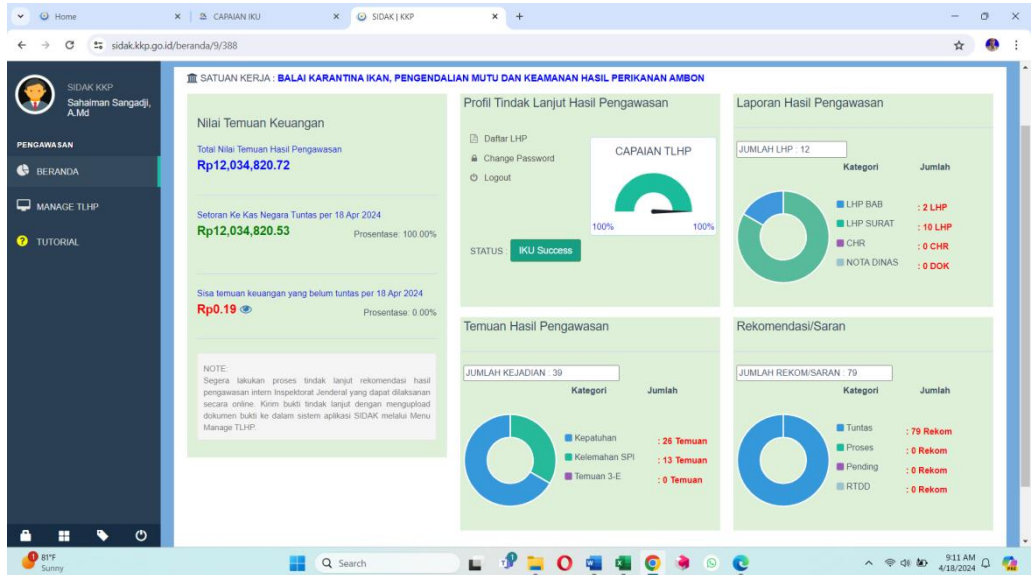 Home
CAPAIAN IKU
SIDAK | KKP
sidak.kkp.go.id/beranda/9/388
SIDAK KKP
Sahaiman Sangadji,
A.Md
PENGAWASAN
BERANDA
MANAGE TLHP
TUTORIAL
SATUAN KERJA : BALAI KARANTINA IKAN, PENGENDALIAN MUTU DAN KEAMANAN HASIL PERIKANAN AMBON
Nilai Temuan Keuangan
Total Nilai Temuan Hasil Pengawasan
Rp12,034,820.72
Setoran Ke Kas Negara Tuntas per 18 Apr 2024
Rp12,034,820.53 Prosentase: 100.00%
Sisa temuan keuangan yang belum tuntas per 18 Apr 2024
Rp0.19 Prosentase: 0.00%
NOTE:
Segera lakukan proses tindak lanjut rekomendasi hasil
pengawasan intern Inspektorat Jenderal yang dapat dilaksanan
secara online. Kirim bukti tindak lanjut dengan mengupload
dokumen bukti ke dalam sistem aplikasi SIDAK melalui Menu
Manage TLHP.
Profil Tindak Lanjut Hasil Pengawasan
Daftar LHP
Change Password
Logout
CAPAIAN TLHP
100% 100%
STATUS : IKU Success
Laporan Hasil Pengawasan
JUMLAH LHP : 12
Kategori Jumlah
LHP BAB : 2 LHP
LHP SURAT : 10 LHP
CHR : 0 CHR
NOTA DINAS : 0 DOK
Temuan Hasil Pengawasan
JUMLAH KEJADIAN : 39
Kategori Jumlah
Kepatuhan : 26 Temuan
Kelemahan SPI : 13 Temuan
Temuan 3-E : 0 Temuan
Rekomendasi/Saran
JUMLAH REKOM/SARAN : 79
Kategori Jumlah
Tuntas : 79 Rekom
Proses : 0 Rekom
Pending : 0 Rekom
RTDD : 0 Rekom
1
81°F
Sunny
Search
9:11 AM
4/18/2024